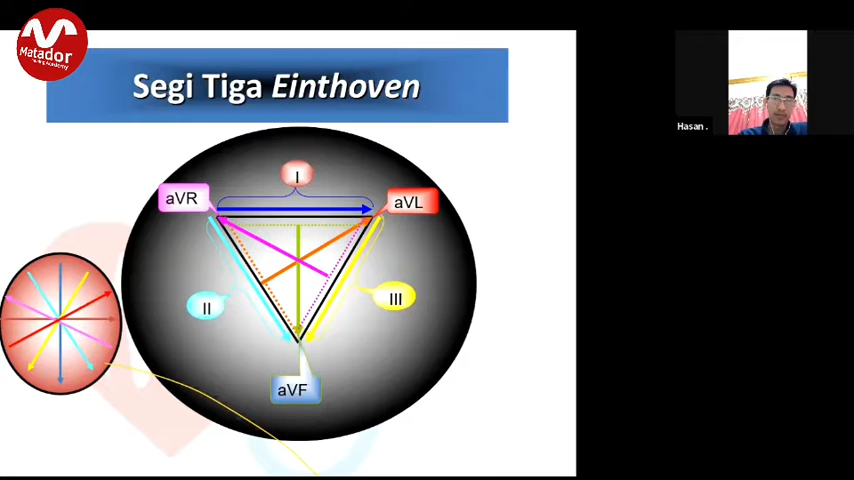 Matador
Segi Tiga Einthoven
I
aVR
aVL
II
III
aVF
Hasan .